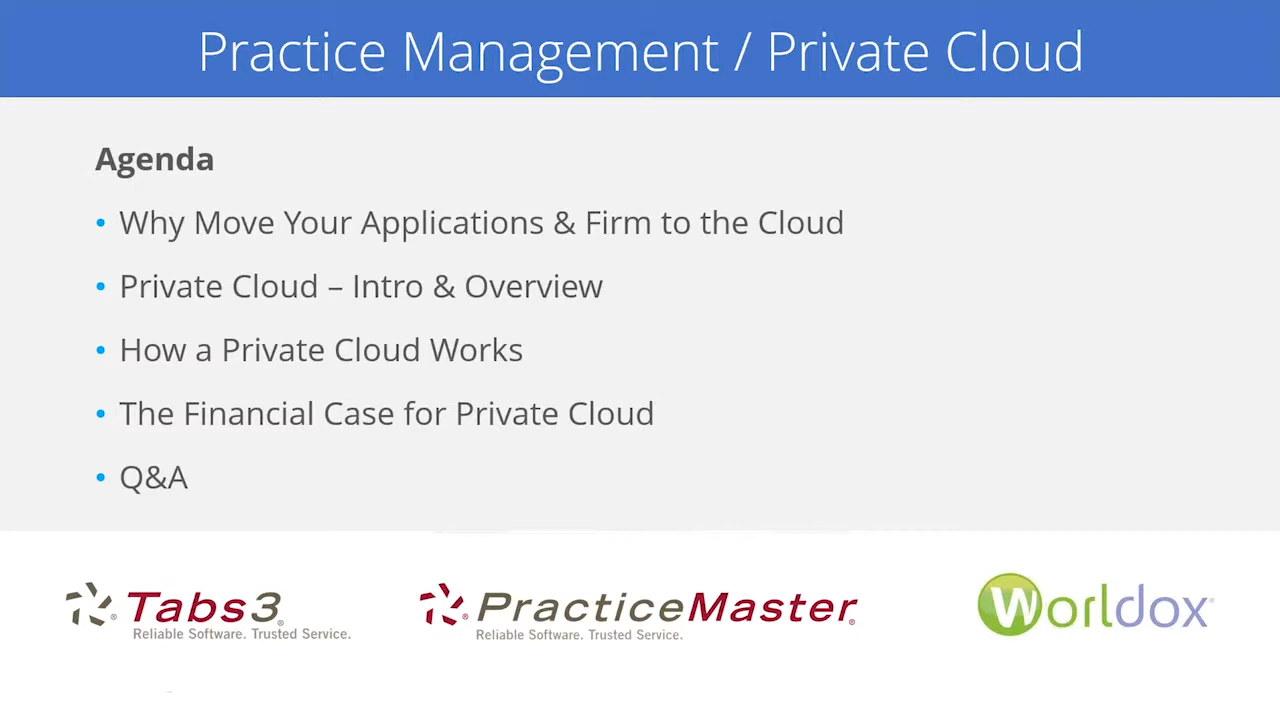 Practice Management / Private Cloud
Agenda
• Why Move Your Applications & Firm to the Cloud
• Private Cloud – Intro & Overview
• How a Private Cloud Works
• The Financial Case for Private Cloud
• Q&A
Tabs3®
Reliable Software. Trusted Service.
PracticeMaster®
Reliable Software. Trusted Service.
Worldox®